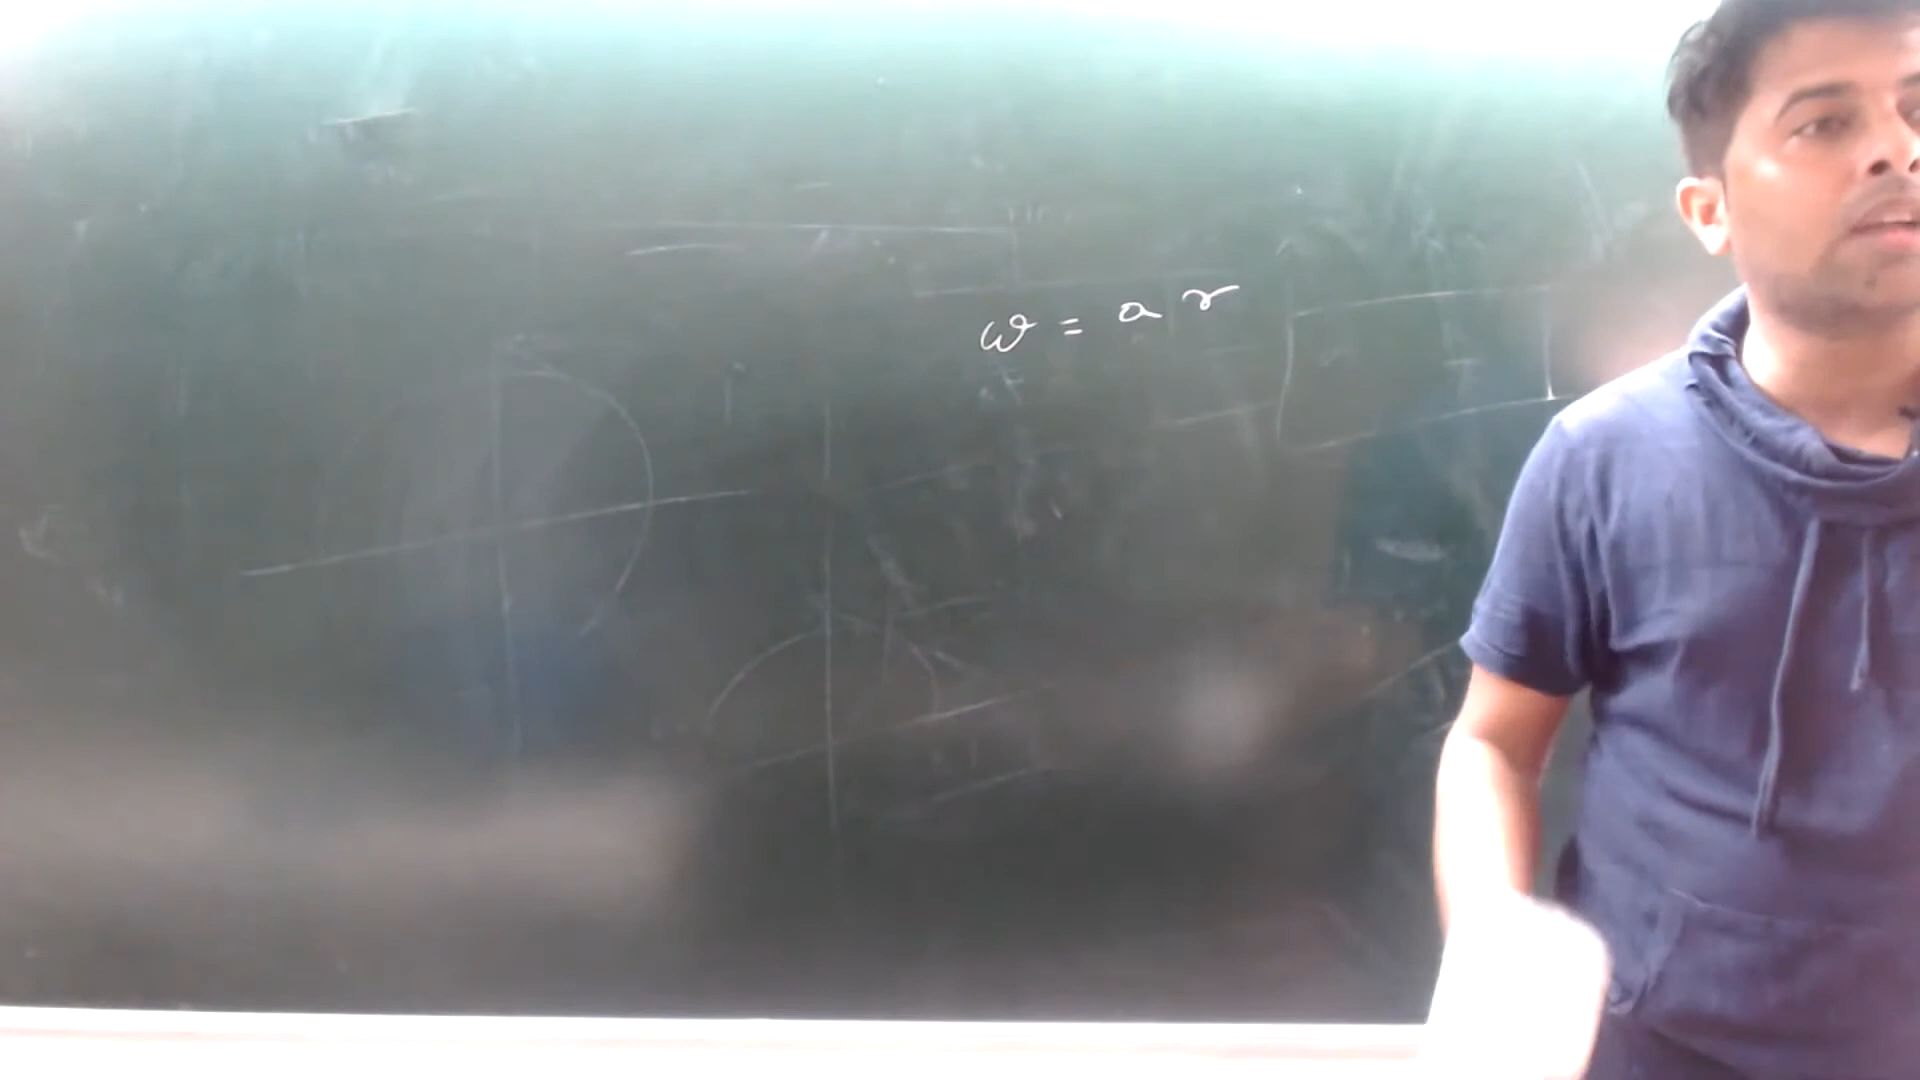 ω = a r